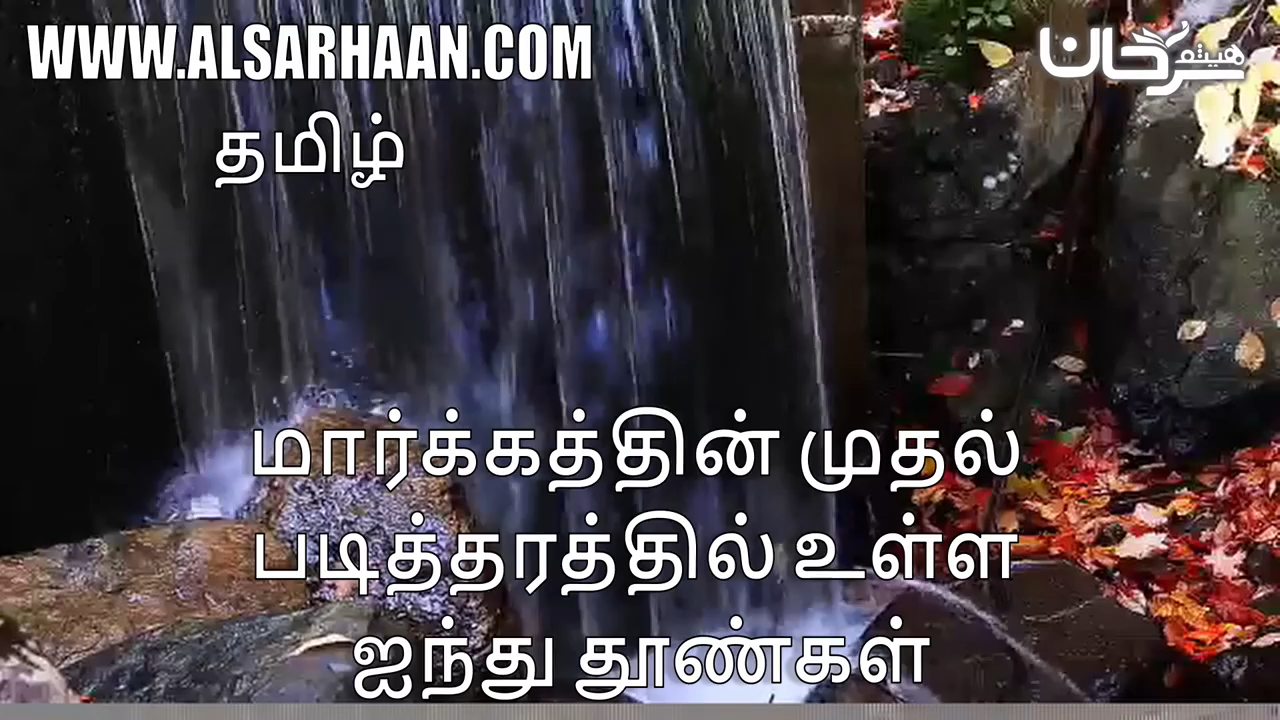 WWW.ALSARHAAN.COM
தமிழ்
மார்க்கத்தின் முதல்
படித்தரத்தில் உள்ள
ஐந்து தூண்கள்